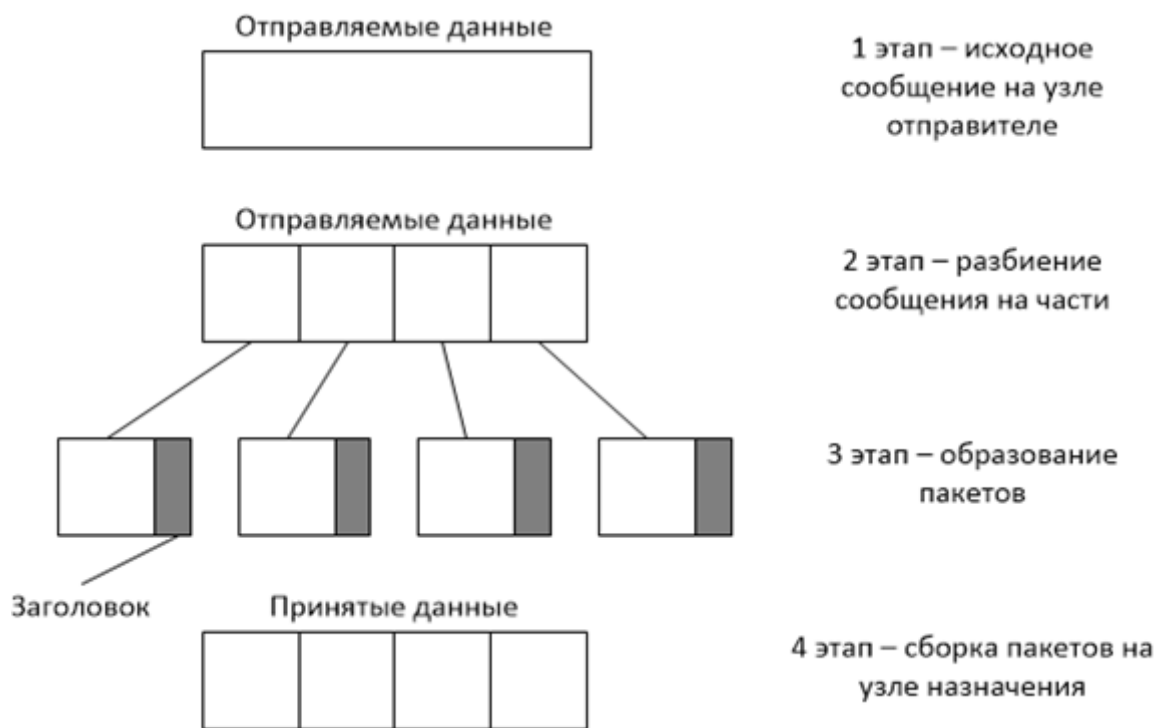 Отправляемые данные
1 этап – исходное
сообщение на узле
отправителе
Отправляемые данные
2 этап – разбиение
сообщения на части
3 этап – образование
пакетов
Заголовок
Принятые данные
4 этап – сборка пакетов на
узле назначения